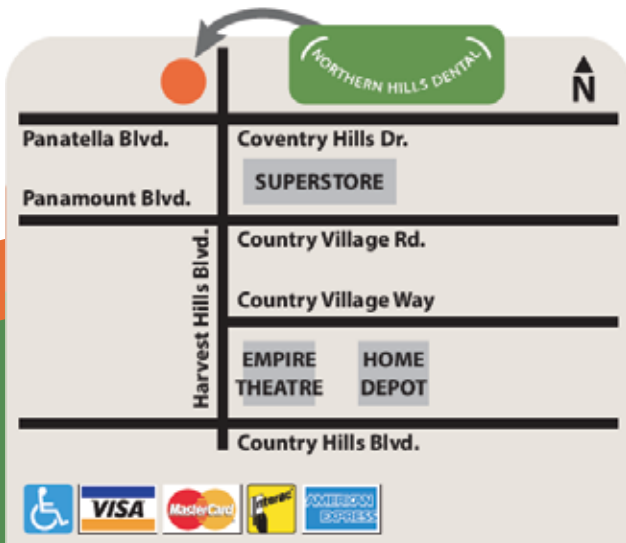 NORTHERN HILLS DENTAL
N
Panatella Blvd.
Coventry Hills Dr.
SUPERSTORE
Panamount Blvd.
Harvest Hills Blvd.
Country Village Rd.
Country Village Way
EMPIRE
THEATRE
HOME
DEPOT
Country Hills Blvd.
VISA
MasterCard
Interac
AMERICAN
EXPRESS